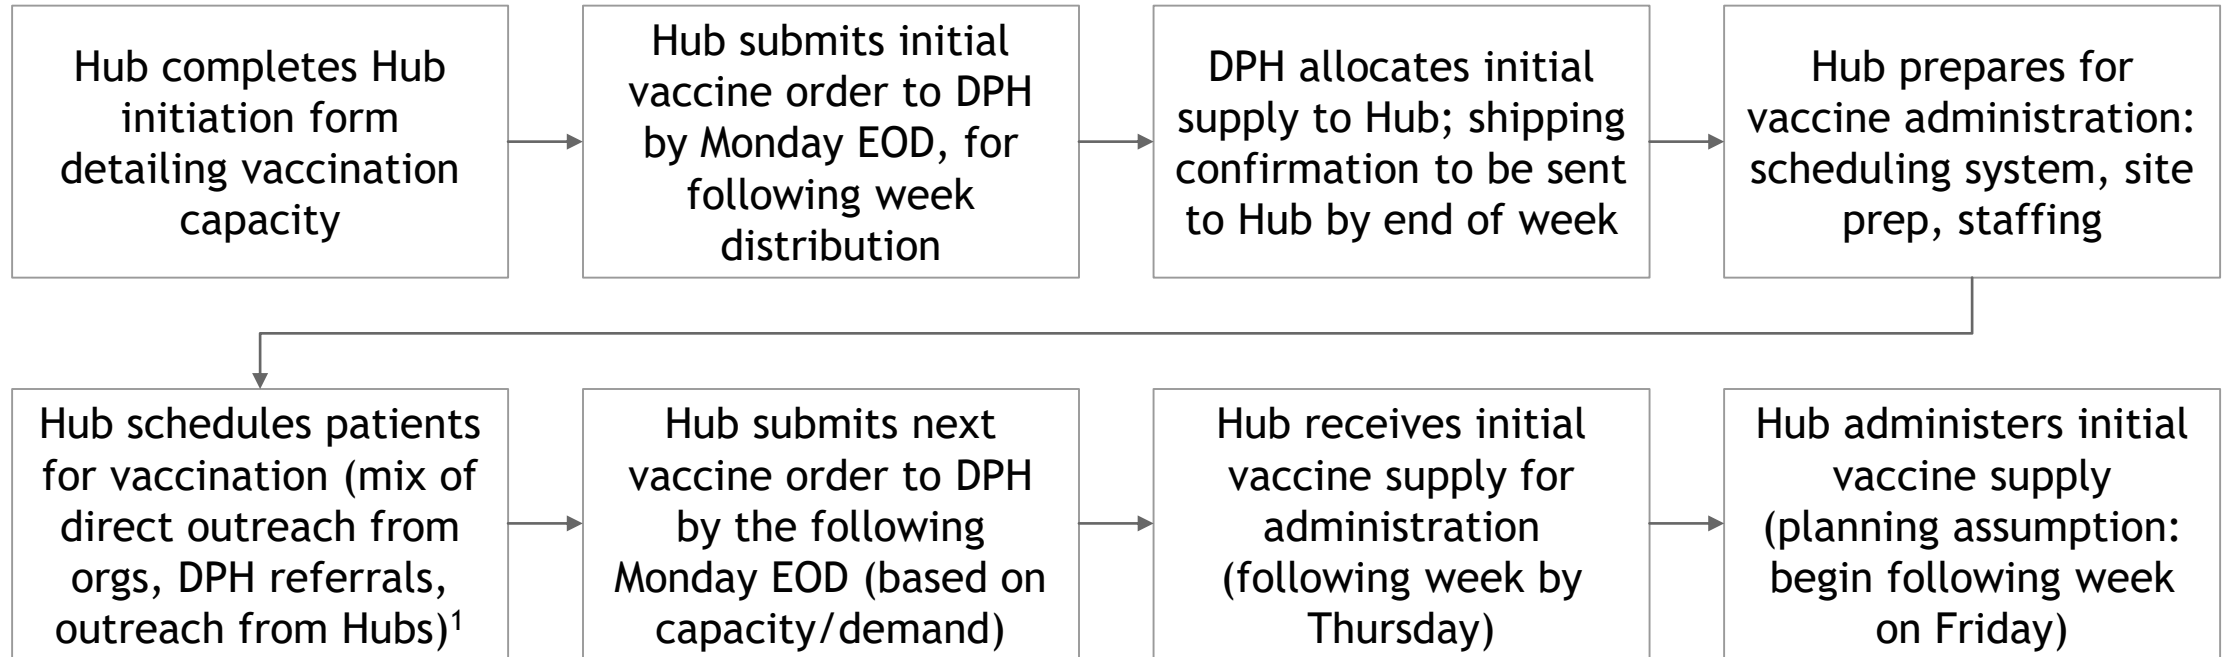 Hub completes Hub
initiation form
detailing vaccination
capacity
Hub submits initial
vaccine order to DPH
by Monday EOD, for
following week
distribution
DPH allocates initial
supply to Hub; shipping
confirmation to be sent
to Hub by end of week
Hub prepares for
vaccine administration:
scheduling system, site
prep, staffing
Hub schedules patients
for vaccination (mix of
direct outreach from
orgs, DPH referrals,
outreach from Hubs)¹
Hub submits next
vaccine order to DPH
by the following
Monday EOD (based on
capacity/demand)
Hub receives initial
vaccine supply for
administration
(following week by
Thursday)
Hub administers initial
vaccine supply
(planning assumption:
begin following week
on Friday)